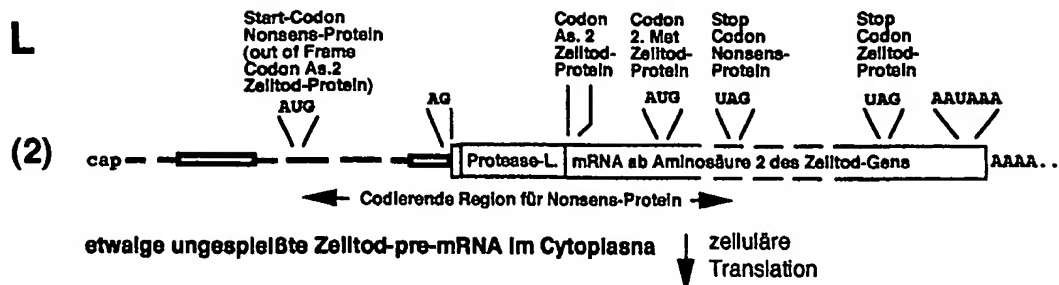 L
Start-Codon
Nonsens-Protein
(out of Frame
Codon As.2
Zelltod-Protein)
AUG
AG
Codon
As. 2
Zelltod-
Protein
Codon
2. Met
Zelltod-
Protein
AUG
Stop
Codon
Nonsens-
Protein
UAG
Stop
Codon
Zelltod-
Protein
UAG
AAUAAA
(2)
cap
Protease-L.
mRNA ab Aminosäure 2 des Zelltod-Gens
AAAA..
Codierende Region für Nonsens-Protein
etwaige ungespleißte Zelltod-pre-mRNA im Cytoplasna
zelluläre
Translation